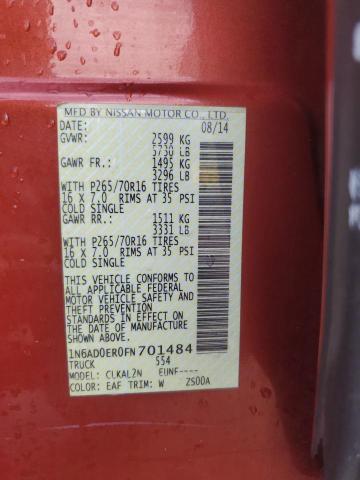 MFD BY NISSAN MOTOR CO., LTD.
DATE: 08/14
GVWR: 2599 KG
5730 LB
GAWR FR: 1495 KG
3296 LB
WITH P265/70R16 TIRES
16 X 7.0 RIMS AT 35 PSI
COLD SINGLE
GAWR RR: 1511 KG
3331 LB
WITH P265/70R16 TIRES
16 X 7.0 RIMS AT 35 PSI
COLD SINGLE
THIS VEHICLE CONFORMS TO
ALL APPLICABLE FEDERAL
MOTOR VEHICLE SAFETY AND
THEFT PREVENTION
STANDARDS IN EFFECT ON
THE DATE OF MANUFACTURE
SHOWN ABOVE.
1N6AD0ER0FN701484
TRUCK 554
MODEL: CLKAL2N EUNF----
COLOR: EAF TRIM: W ZS00A